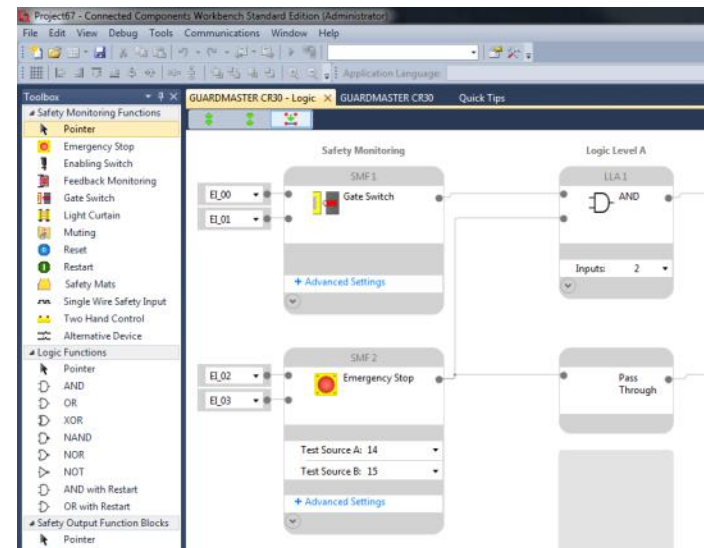 Project67 - Connected Components Workbench Standard Edition (Administrator)
File Edit View Debug Tools Communications Window Help
Application Language:
Toolbox
GUARDMASTER CR30 - Logic
GUARDMASTER CR30
Quick Tips
Safety Monitoring Functions
Pointer
Emergency Stop
Enabling Switch
Feedback Monitoring
Gate Switch
Light Curtain
Muting
Reset
Restart
Safety Mats
Single Wire Safety Input
Two Hand Control
Alternative Device
Logic Functions
Pointer
AND
OR
XOR
NAND
NOR
NOT
AND with Restart
OR with Restart
Safety Output Function Blocks
Pointer
Safety Monitoring
Logic Level A
SMF 1
EI_00
EI_01
Gate Switch
+ Advanced Settings
LLA 1
AND
Inputs: 2
SMF 2
EI_02
EI_03
Emergency Stop
Test Source A: 14
Test Source B: 15
+ Advanced Settings
Pass
Through